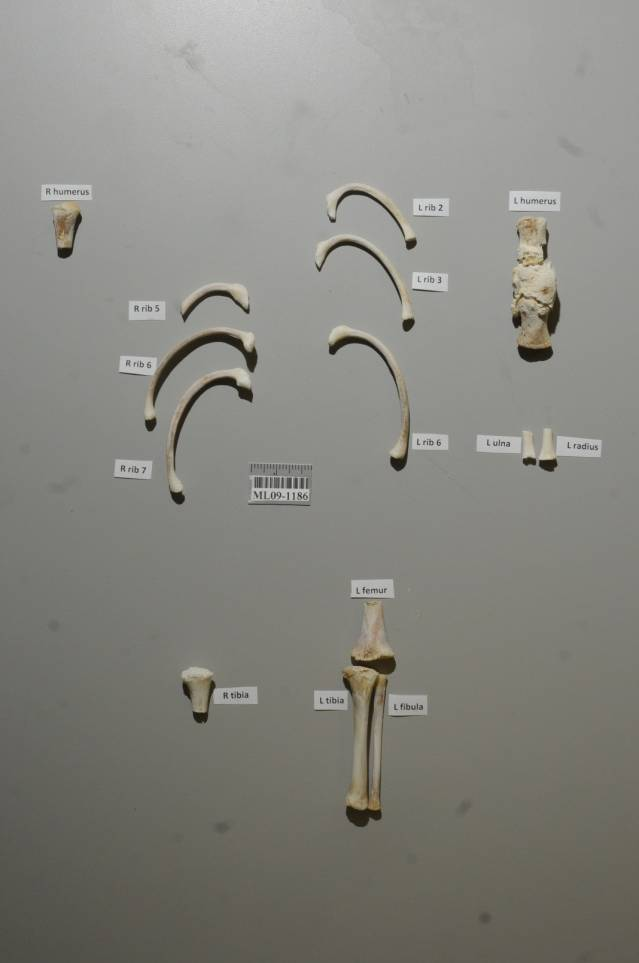 R humerus
L rib 2
L humerus
L rib 3
R rib 5
R rib 6
L rib 6
L ulna
L radius
R rib 7
ML09-1186
L femur
R tibia
L tibia
L fibula